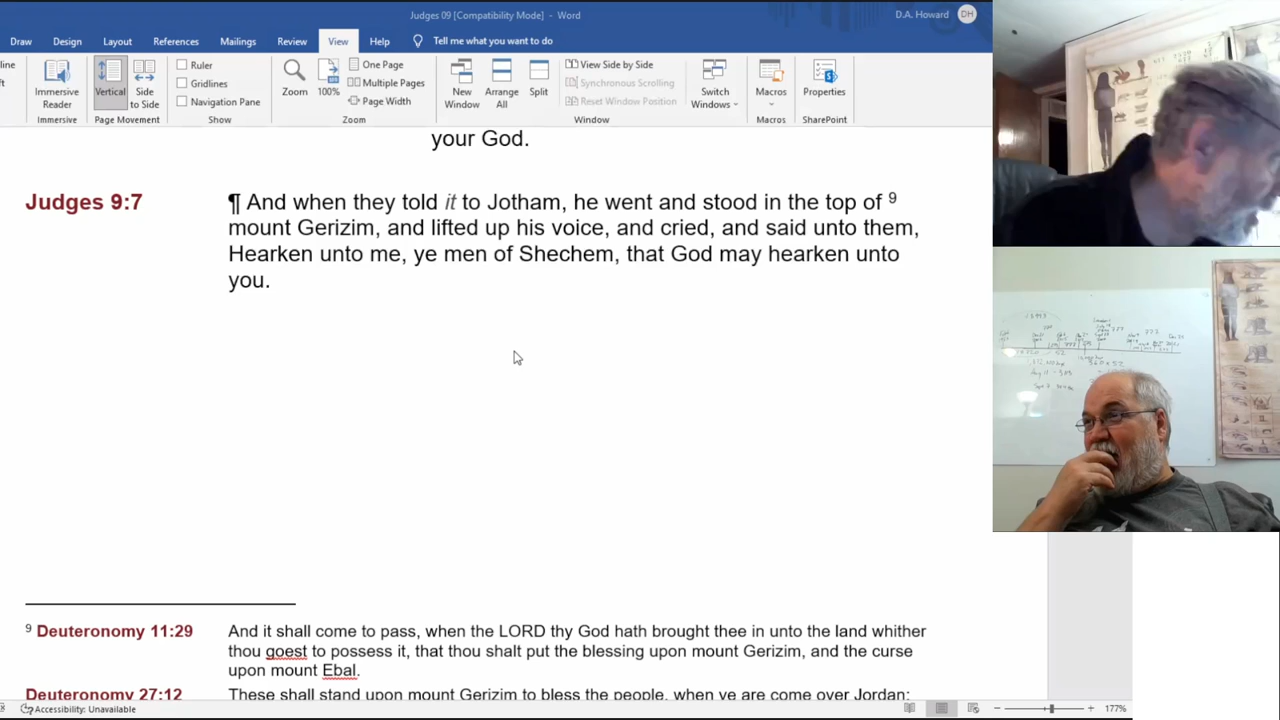 Judges 09 [Compatibility Mode] - Word
D.A. Howard DH
Draw Design Layout References Mailings Review View Help Tell me what you want to do
Immersive Reader
Immersive
Vertical
Side to Side
Page Movement
Ruler
Gridlines
Navigation Pane
Show
Zoom
100%
One Page
Multiple Pages
Page Width
Zoom
New Window
Arrange All
Split
View Side by Side
Synchronous Scrolling
Reset Window Position
Window
Switch Windows
Macros
Macros
Properties
SharePoint
your God.
Judges 9:7 ¶ And when they told it to Jotham, he went and stood in the top of 9
mount Gerizim, and lifted up his voice, and cried, and said unto them,
Hearken unto me, ye men of Shechem, that God may hearken unto
you.
9 Deuteronomy 11:29 And it shall come to pass, when the LORD thy God hath brought thee in unto the land whither
thou goest to possess it, that thou shalt put the blessing upon mount Gerizim, and the curse
upon mount Ebal.
Deuteronomy 27:12 These shall stand upon mount Gerizim to bless the people, when ye are come over Jordan;
Accessibility: Unavailable
177%